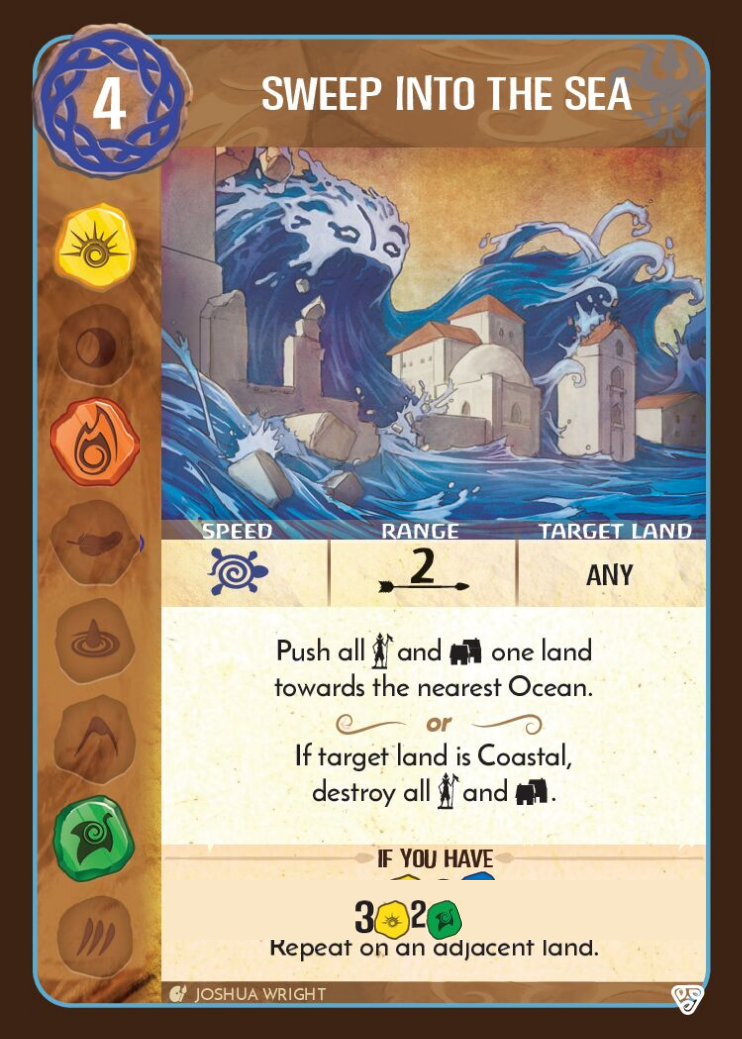 4
SWEEP INTO THE SEA
SPEED RANGE TARGET LAND
2 ANY
Push all and one land
towards the nearest Ocean.
or
If target land is Coastal,
destroy all and .
IF YOU HAVE
3 2
Repeat on an adjacent land.
JOSHUA WRIGHT